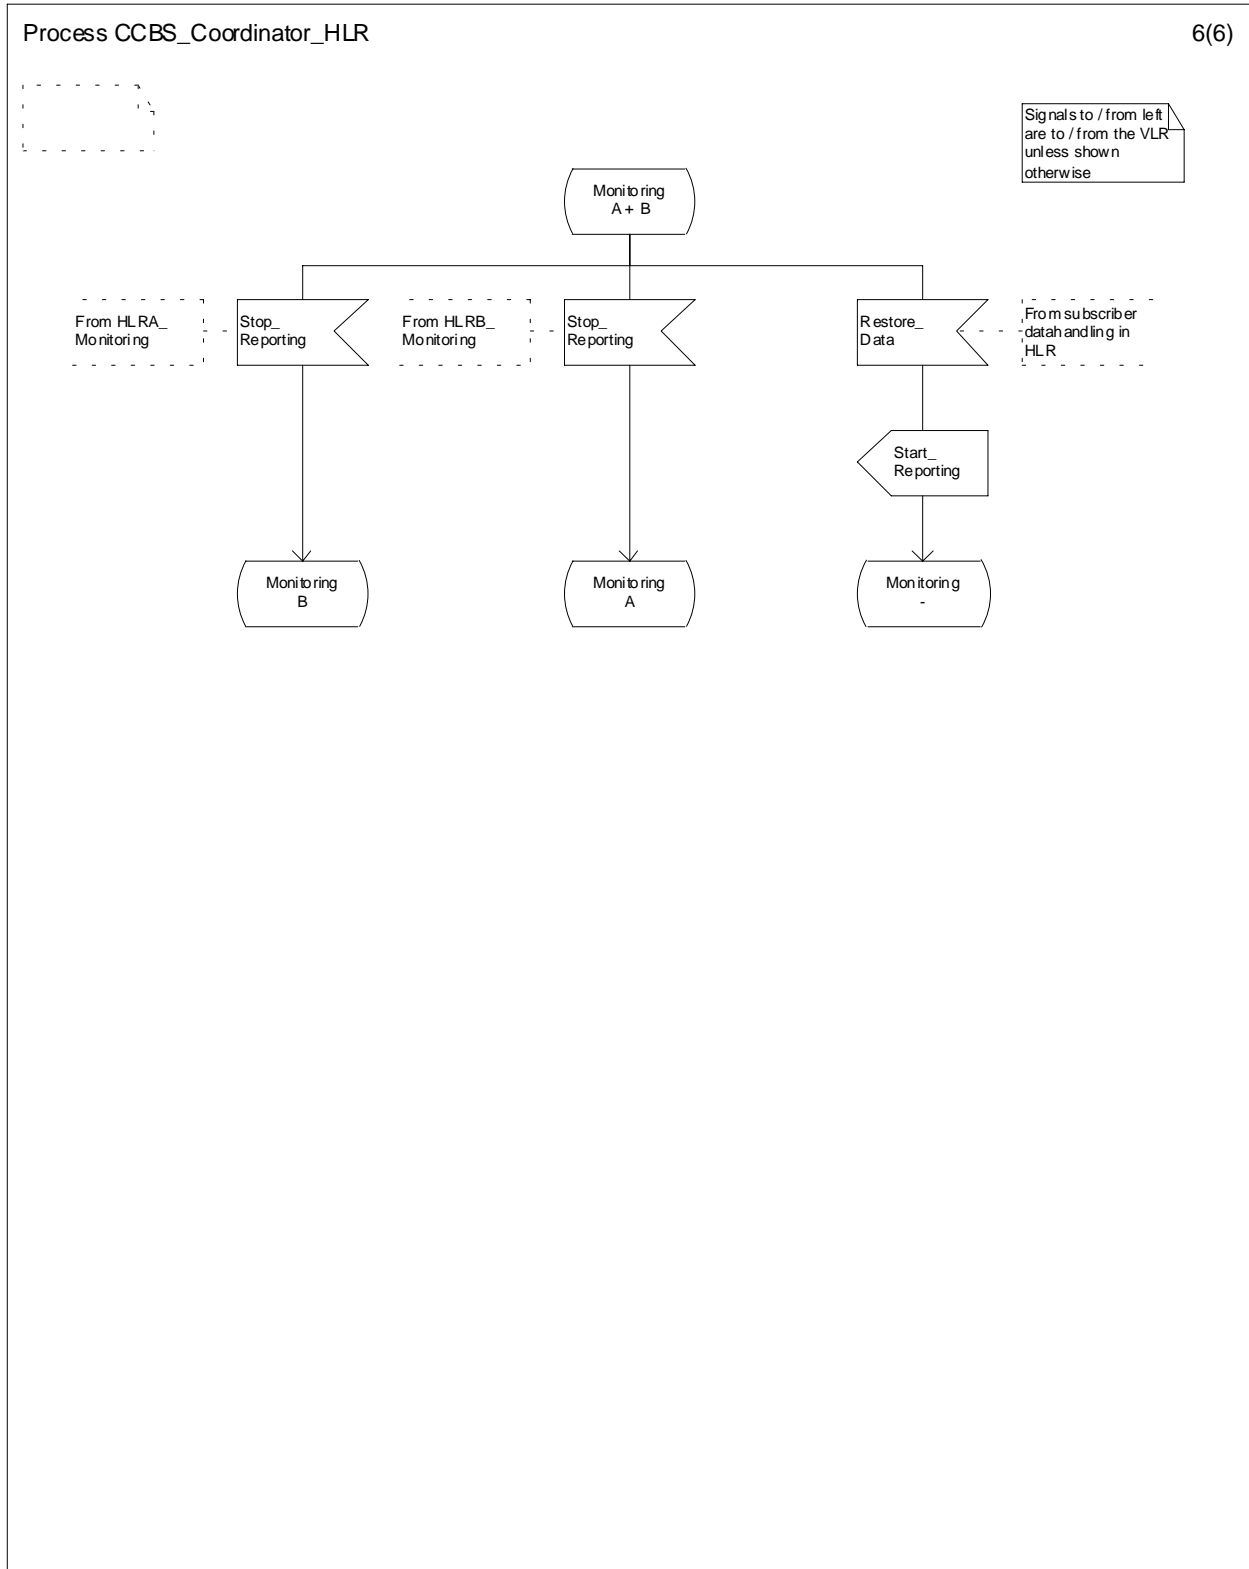 Process CCBS_Coordinator_HLR
6(6)
Signals to / from left
are to / from the VLR
unless shown
otherwise
Monitoring
A + B
From HLRA_
Monitoring
Stop_
Reporting
From HLRB_
Monitoring
Stop_
Reporting
Restore_
Data
From subscriber
datahandling in
HLR
Start_
Reporting
Monitoring
B
Monitoring
A
Monitoring
-